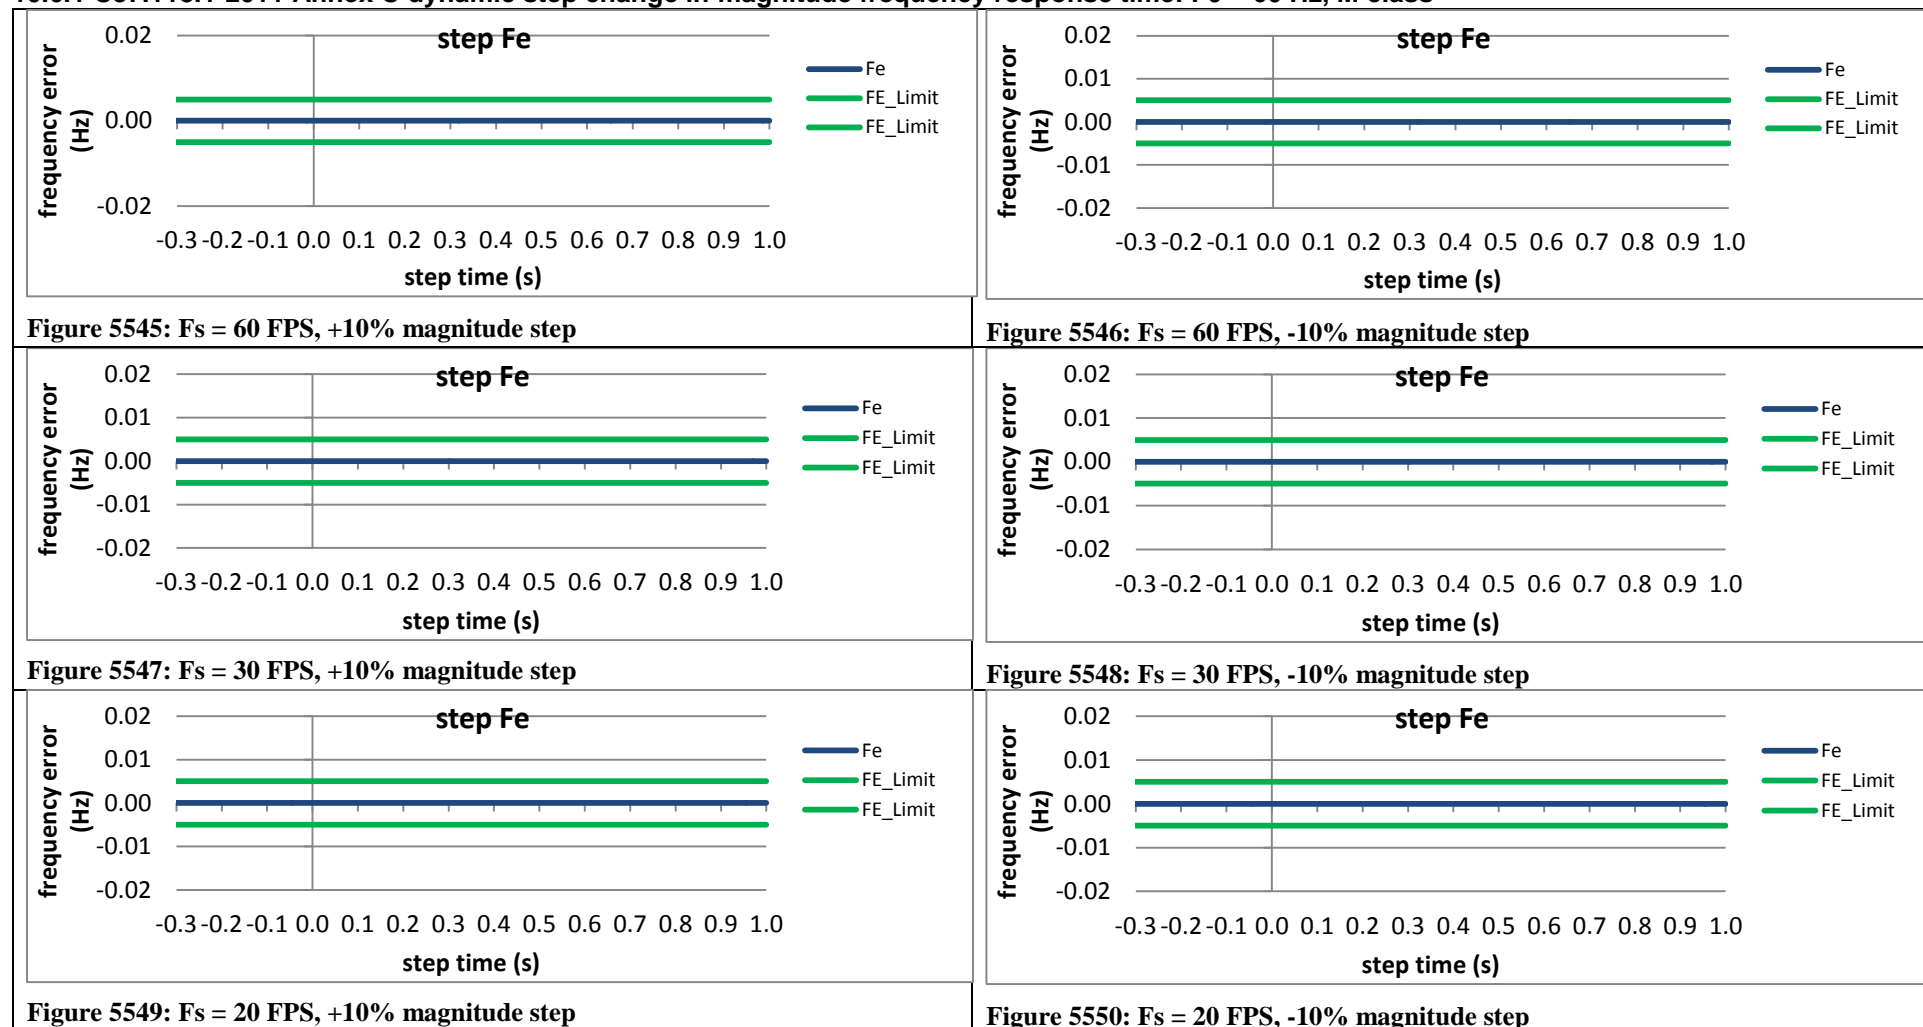 step Fe
frequency error
(Hz)
0.02
0.00
-0.02
-0.3 -0.2 -0.1 0.0 0.1 0.2 0.3 0.4 0.5 0.6 0.7 0.8 0.9 1.0
step time (s)
Fe
FE_Limit
FE_Limit
Figure 5545: Fs = 60 FPS, +10% magnitude step
step Fe
frequency error
(Hz)
0.02
0.01
0.00
-0.01
-0.02
-0.3 -0.2 -0.1 0.0 0.1 0.2 0.3 0.4 0.5 0.6 0.7 0.8 0.9 1.0
step time (s)
Fe
FE_Limit
FE_Limit
Figure 5546: Fs = 60 FPS, -10% magnitude step
step Fe
frequency error
(Hz)
0.02
0.01
0.00
-0.01
-0.02
-0.3 -0.2 -0.1 0.0 0.1 0.2 0.3 0.4 0.5 0.6 0.7 0.8 0.9 1.0
step time (s)
Fe
FE_Limit
FE_Limit
Figure 5547: Fs = 30 FPS, +10% magnitude step
step Fe
frequency error
(Hz)
0.02
0.01
0.00
-0.01
-0.02
-0.3 -0.2 -0.1 0.0 0.1 0.2 0.3 0.4 0.5 0.6 0.7 0.8 0.9 1.0
step time (s)
Fe
FE_Limit
FE_Limit
Figure 5548: Fs = 30 FPS, -10% magnitude step
step Fe
frequency error
(Hz)
0.02
0.01
0.00
-0.01
-0.02
-0.3 -0.2 -0.1 0.0 0.1 0.2 0.3 0.4 0.5 0.6 0.7 0.8 0.9 1.0
step time (s)
Fe
FE_Limit
FE_Limit
Figure 5549: Fs = 20 FPS, +10% magnitude step
step Fe
frequency error
(Hz)
0.02
0.01
0.00
-0.01
-0.02
-0.3 -0.2 -0.1 0.0 0.1 0.2 0.3 0.4 0.5 0.6 0.7 0.8 0.9 1.0
step time (s)
Fe
FE_Limit
FE_Limit
Figure 5550: Fs = 20 FPS, -10% magnitude step